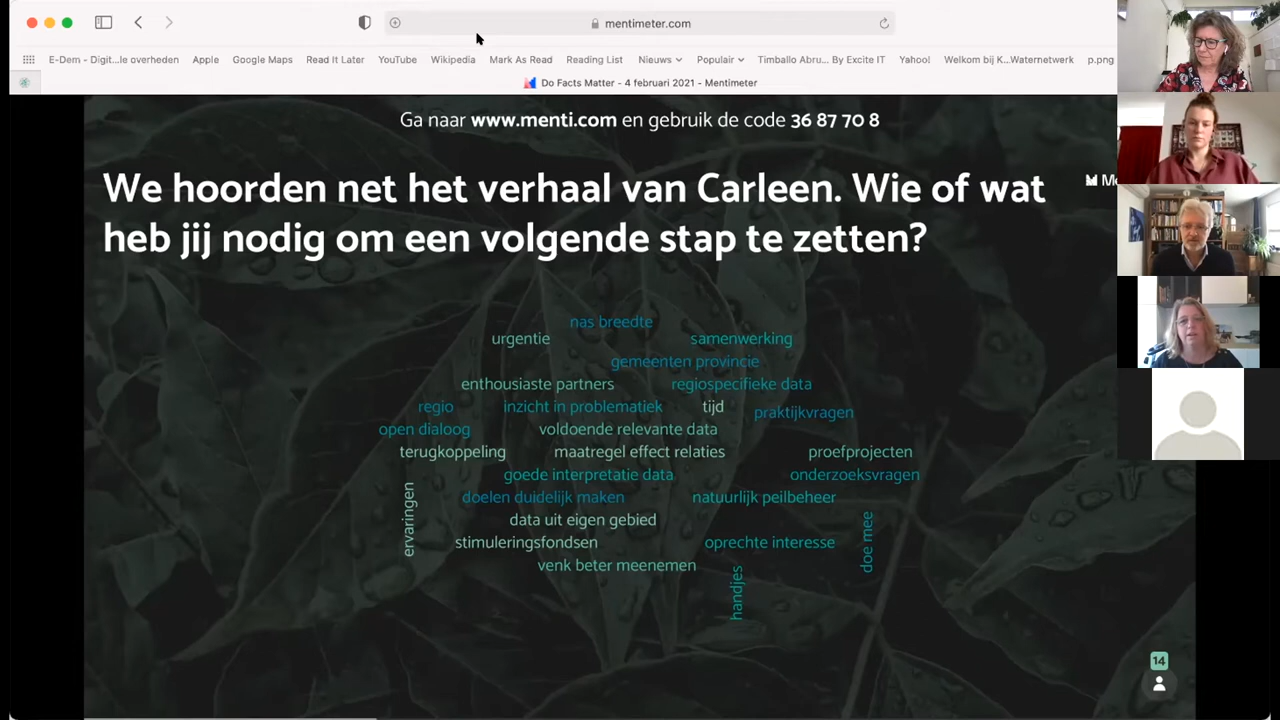 mentimeter.com
E-Dem - Digit...le overheden Apple Google Maps Read It Later YouTube Wikipedia Mark As Read Reading List Nieuws Populair Timballo Abru... By Excite IT Yahoo! Welkom bij K...Waternetwerk p.png
Do Facts Matter - 4 februari 2021 - Mentimeter
Ga naar www.menti.com en gebruik de code 36 87 70 8
We hoorden net het verhaal van Carleen. Wie of wat
heb jij nodig om een volgende stap te zetten?
nas breedte
urgentie samenwerking
gemeenten provincie
enthousiaste partners regiospecifieke data
regio inzicht in problematiek tijd praktijkvragen
open dialoog voldoende relevante data
terugkoppeling maatregel effect relaties proefprojecten
goede interpretatie data onderzoeksvragen
doelen duidelijk maken natuurlijk peilbeheer
ervaringen
data uit eigen gebied
doe mee
stimuleringsfondsen oprechte interesse
venk beter meenemen
handjes
14